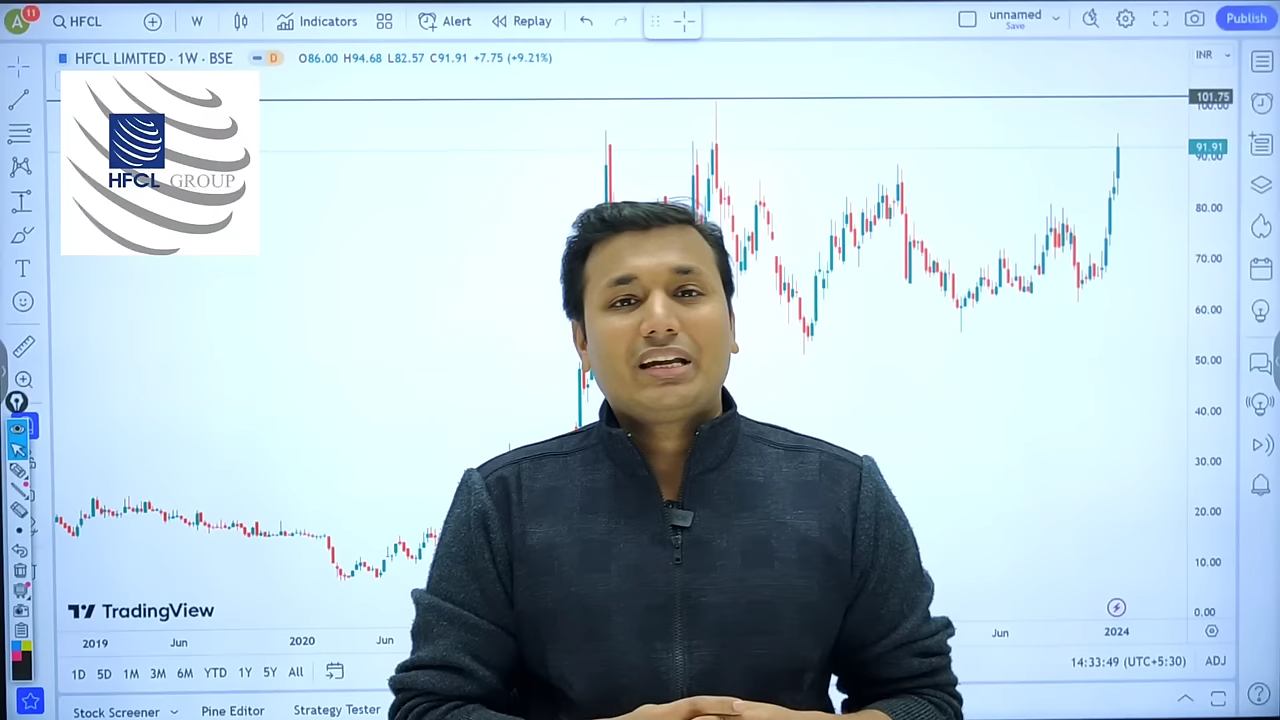 A 11 HFCL W Indicators Alert Replay unnamed Save Publish
HFCL LIMITED · 1W · BSE D O86.00 H94.68 L82.57 C91.91 +7.75 (+9.21%) INR
101.75
100.00
91.91
90.00
HFCL GROUP
80.00
70.00
60.00
50.00
40.00
30.00
20.00
10.00
TradingView
0.00
2019 Jun 2020 Jun Jun 2024
1D 5D 1M 3M 6M YTD 1Y 5Y All 14:33:49 (UTC+5:30) ADJ
Stock Screener Pine Editor Strategy Tester